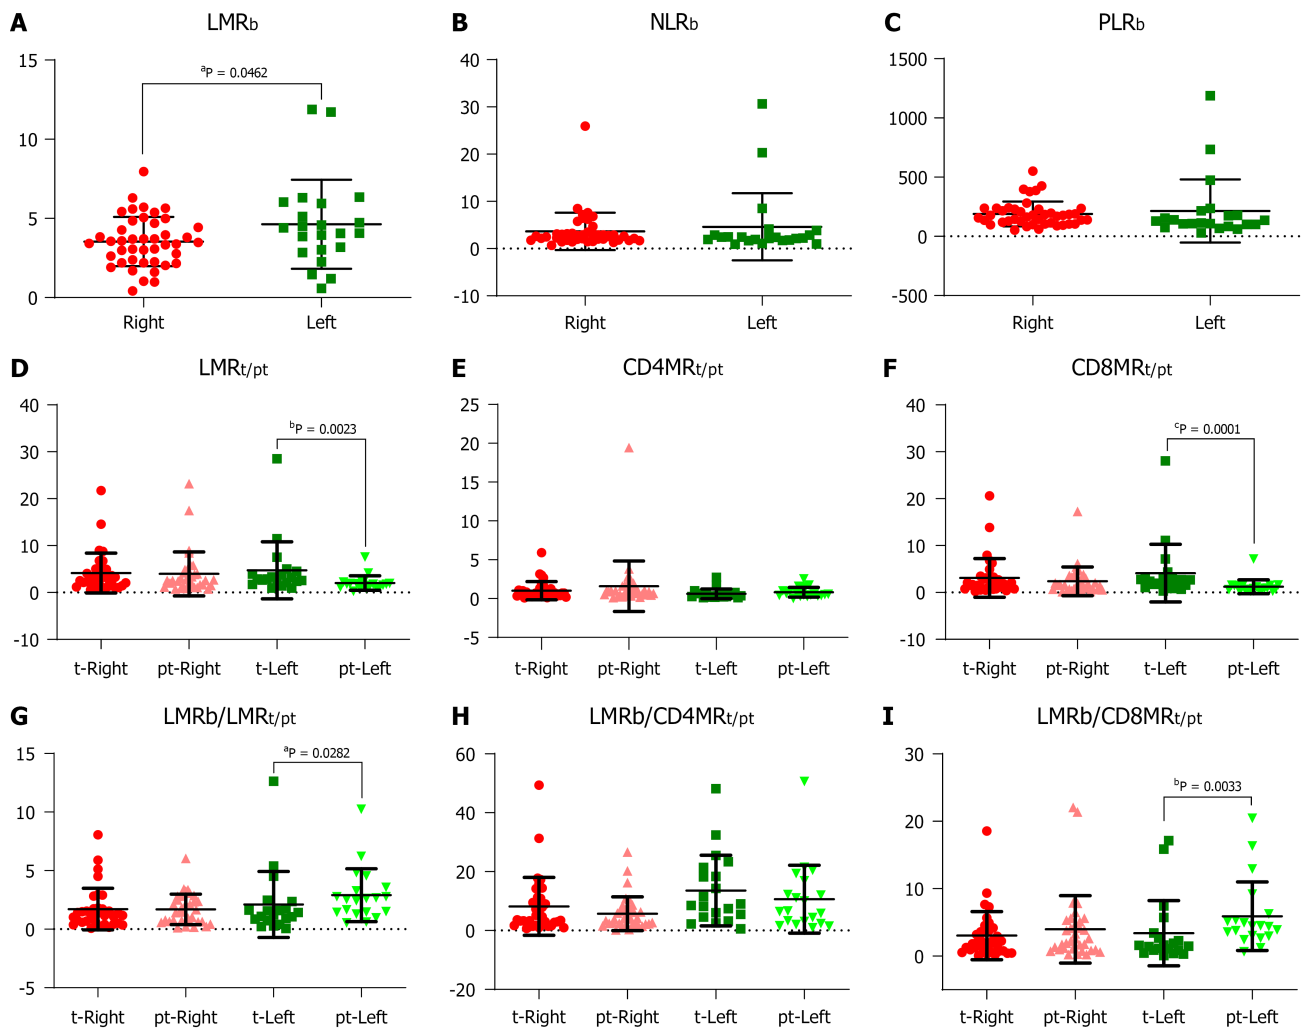 A LMRb
15
10
5
0
aP = 0.0462
Right Left
B NLRb
40
30
20
10
0
-10
Right Left
C PLRb
1500
1000
500
0
-500
Right Left
D LMRt/pt
40
30
20
10
0
-10
bP = 0.0023
t-Right pt-Right t-Left pt-Left
E CD4MRt/pt
25
20
15
10
5
0
-5
t-Right pt-Right t-Left pt-Left
F CD8MRt/pt
40
30
20
10
0
-10
cP = 0.0001
t-Right pt-Right t-Left pt-Left
G LMRb/LMRt/pt
15
10
5
0
-5
aP = 0.0282
t-Right pt-Right t-Left pt-Left
H LMRb/CD4MRt/pt
60
40
20
0
-20
t-Right pt-Right t-Left pt-Left
I LMRb/CD8MRt/pt
30
20
10
0
bP = 0.0033
t-Right pt-Right t-Left pt-Left